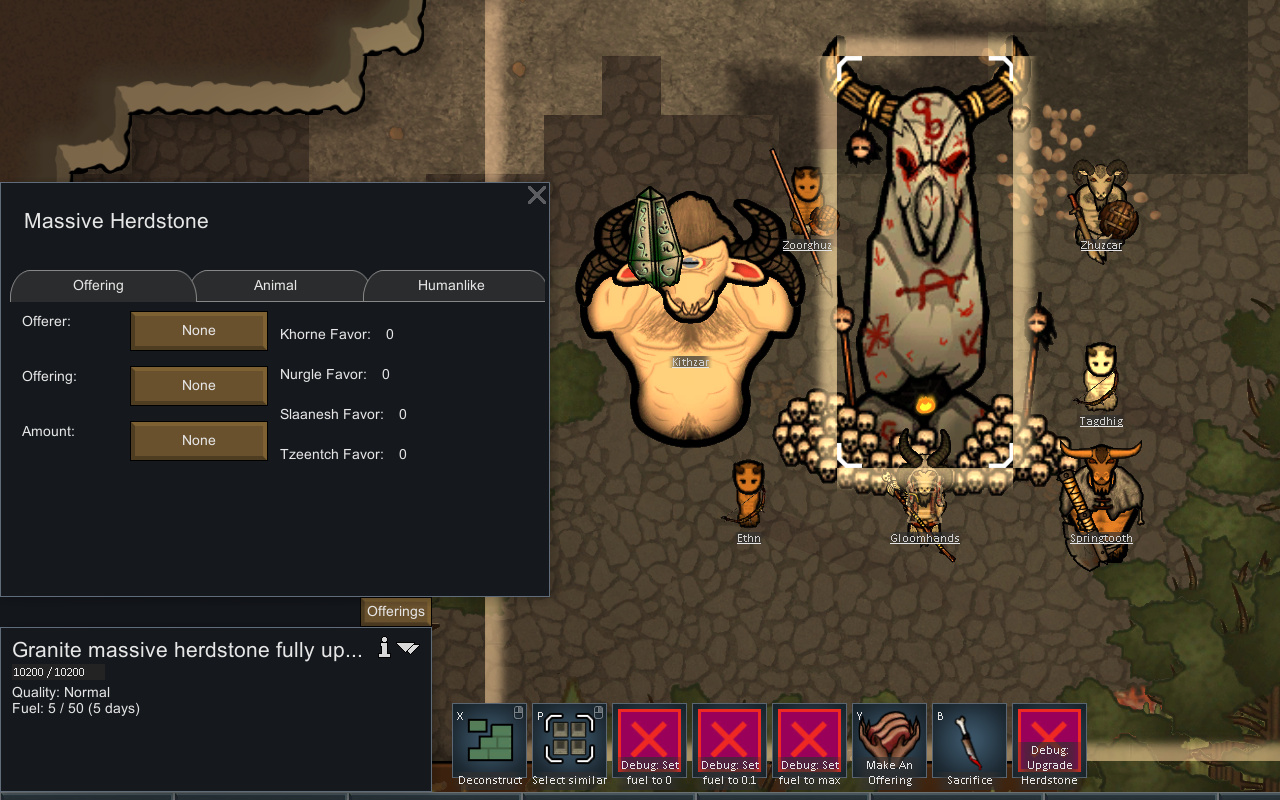 Massive Herdstone
Offering
Animal
Humanlike
Offerer:
None
Khorne Favor: 0
Offering:
None
Nurgle Favor: 0
Slaanesh Favor: 0
Amount:
None
Tzeentch Favor: 0
Zoorghuz
Zhuzcar
Kithzar
Tagdhig
Ethn
Gloomhands
Springtooth
Offerings
Granite massive herdstone fully up...
10200 / 10200
Quality: Normal
Fuel: 5 / 50 (5 days)
X
Deconstruct
P
Select similar
Debug: Set
fuel to 0
Debug: Set
fuel to 0.1
Debug: Set
fuel to max
Y
Make An
Offering
B
Sacrifice
Debug:
Upgrade
Herdstone